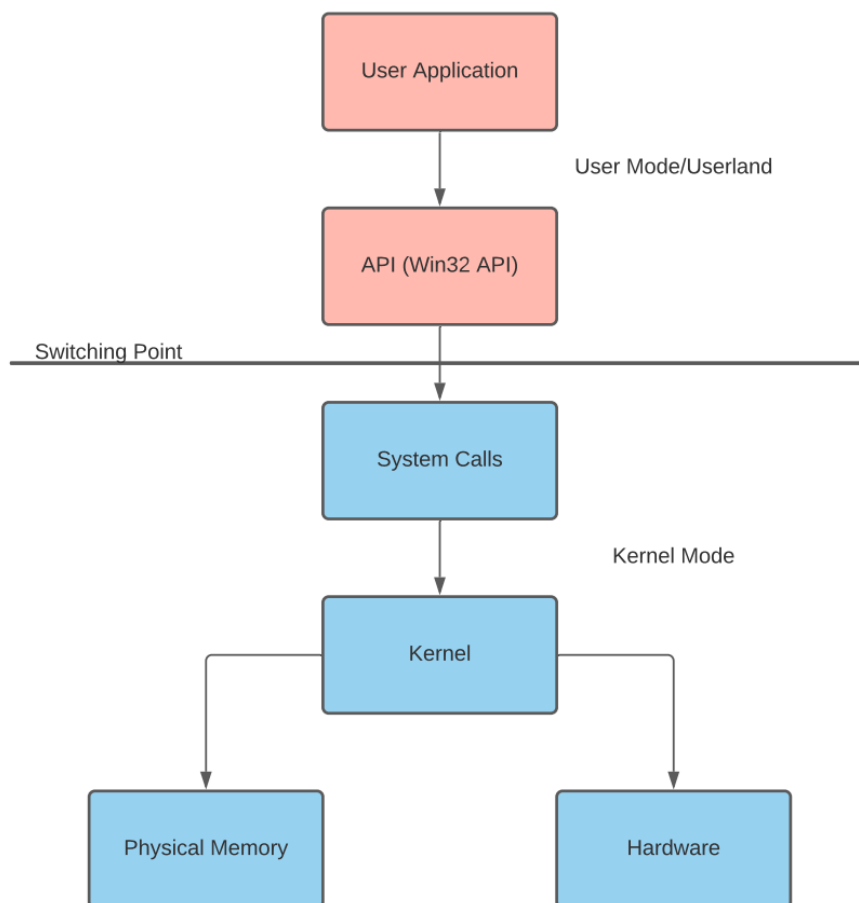 User Application
User Mode/Userland
API (Win32 API)
Switching Point
System Calls
Kernel Mode
Kernel
Physical Memory
Hardware